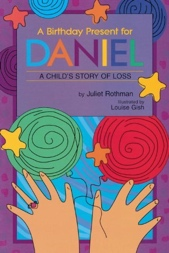 A Birthday Present for
DANIEL
A CHILD'S STORY OF LOSS
by Juliet Rothman
illustrated by
Louise Gish